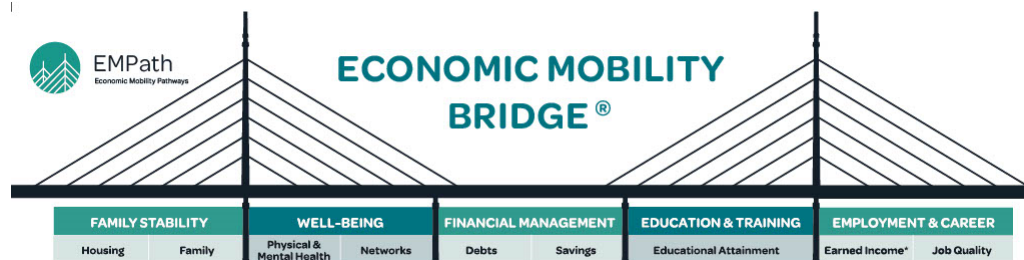 EMPath
Economic Mobility Pathways
ECONOMIC MOBILITY
BRIDGE ®
FAMILY STABILITY WELL-BEING FINANCIAL MANAGEMENT EDUCATION & TRAINING EMPLOYMENT & CAREER
Housing Family Physical & Mental Health Networks Debts Savings Educational Attainment Earned Income* Job Quality